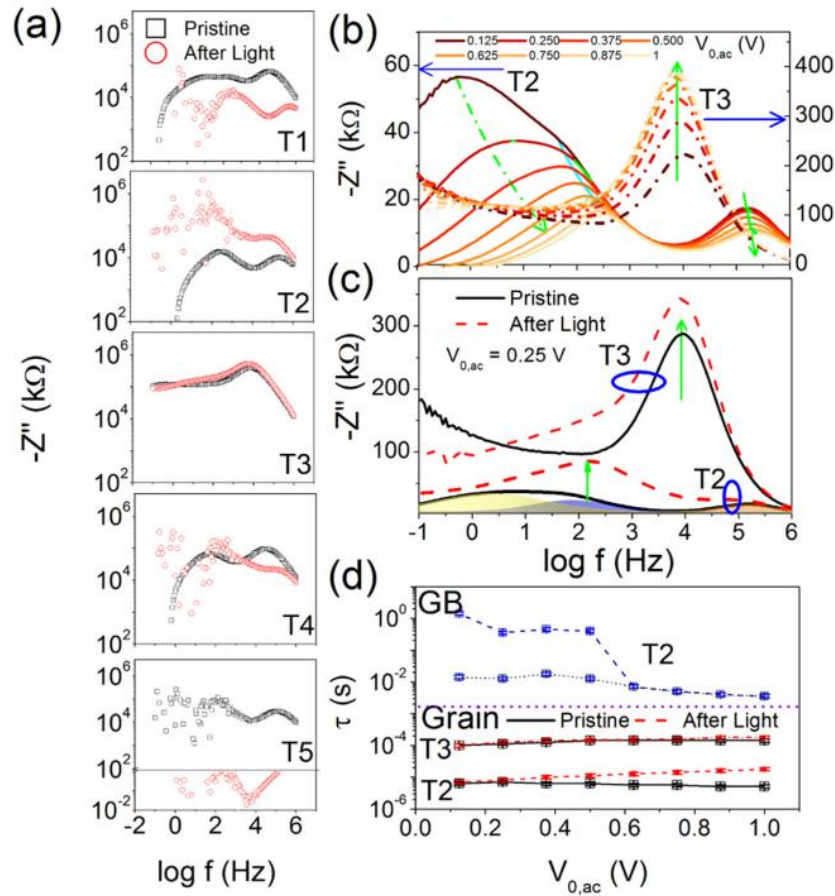 (a)
Pristine
After Light
10^6
10^4
10^2
T1
10^6
10^4
10^2
T2
10^6
10^4
10^2
T3
10^6
10^4
10^2
T4
10^6
10^4
10^2
T5
10^-2
-Z" (kΩ)
-2 0 2 4 6
log f (Hz)
(b)
0.125 0.250 0.375 0.500 V0,ac (V)
0.625 0.750 0.875 1
60
40
20
0
-Z" (kΩ)
T2
T3
400
300
200
100
0
(c)
Pristine
After Light
V0,ac = 0.25 V
T3
T2
300
200
100
-Z" (kΩ)
-1 0 1 2 3 4 5 6
log f (Hz)
(d)
GB
T2
Grain Pristine After Light
T3
T2
10^0
10^-2
10^-4
10^-6
τ (s)
0.0 0.2 0.4 0.6 0.8 1.0
V0,ac (V)